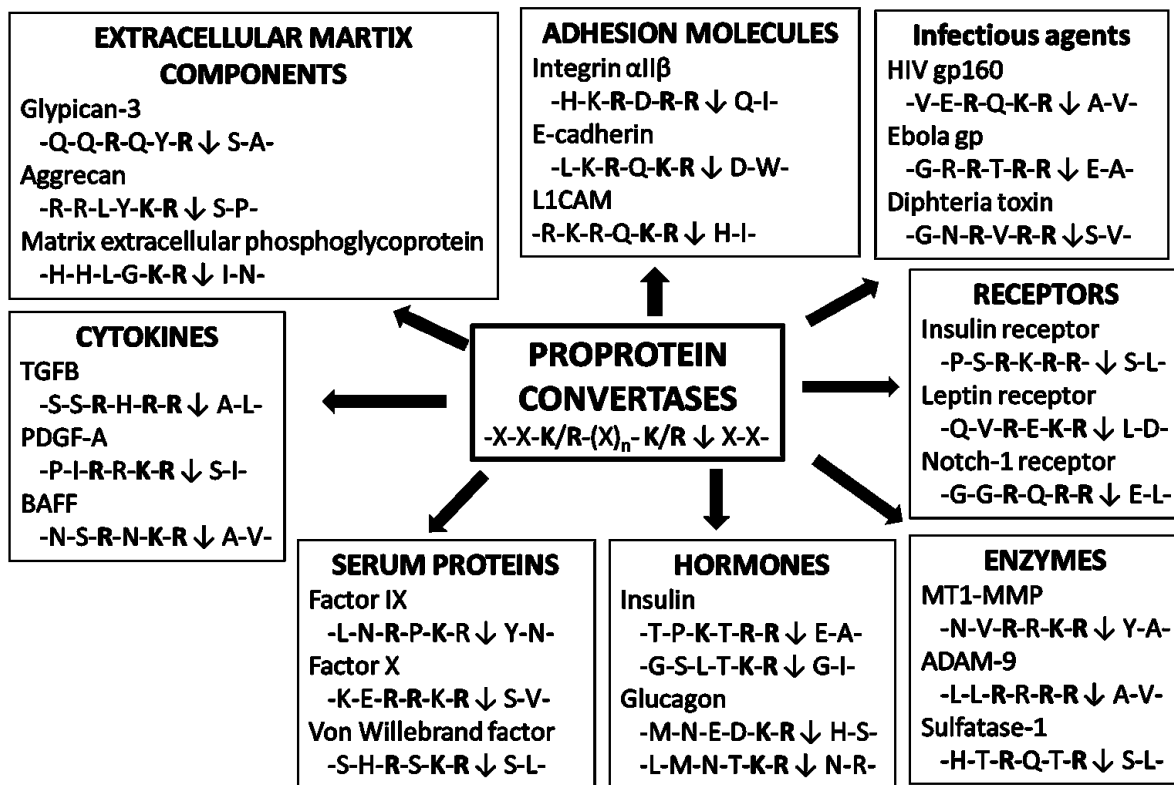 EXTRACELLULAR MARTIX
COMPONENTS
Glypican-3
-Q-Q-R-Q-Y-R ↓ S-A-
Aggrecan
-R-R-L-Y-K-R ↓ S-P-
Matrix extracellular phosphoglycoprotein
-H-H-L-G-K-R ↓ I-N-
ADHESION MOLECULES
Integrin αIIβ
-H-K-R-D-R-R ↓ Q-I-
E-cadherin
-L-K-R-Q-K-R ↓ D-W-
L1CAM
-R-K-R-Q-K-R ↓ H-I-
Infectious agents
HIV gp160
-V-E-R-Q-K-R ↓ A-V-
Ebola gp
-G-R-R-T-R-R ↓ E-A-
Diphteria toxin
-G-N-R-V-R-R ↓S-V-
CYTOKINES
TGFB
-S-S-R-H-R-R ↓ A-L-
PDGF-A
-P-I-R-R-K-R ↓ S-I-
BAFF
-N-S-R-N-K-R ↓ A-V-
PROPROTEIN
CONVERTASES
-X-X-K/R-(X)n- K/R ↓ X-X-
RECEPTORS
Insulin receptor
-P-S-R-K-R-R- ↓ S-L-
Leptin receptor
-Q-V-R-E-K-R ↓ L-D-
Notch-1 receptor
-G-G-R-Q-R-R ↓ E-L-
SERUM PROTEINS
Factor IX
-L-N-R-P-K-R ↓ Y-N-
Factor X
-K-E-R-R-K-R ↓ S-V-
Von Willebrand factor
-S-H-R-S-K-R ↓ S-L-
HORMONES
Insulin
-T-P-K-T-R-R ↓ E-A-
-G-S-L-T-K-R ↓ G-I-
Glucagon
-M-N-E-D-K-R ↓ H-S-
-L-M-N-T-K-R ↓ N-R-
ENZYMES
MT1-MMP
-N-V-R-R-K-R ↓ Y-A-
ADAM-9
-L-L-R-R-R-R ↓ A-V-
Sulfatase-1
-H-T-R-Q-T-R ↓ S-L-